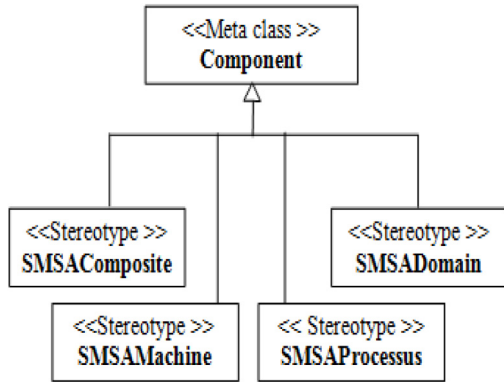 <<Meta class >>
Component
<<Stereotype >>
SMSAComposite
<<Stereotype >>
SMSADomain
<<Stereotype >>
SMSAMachine
<< Stereotype >>
SMSAProcessus